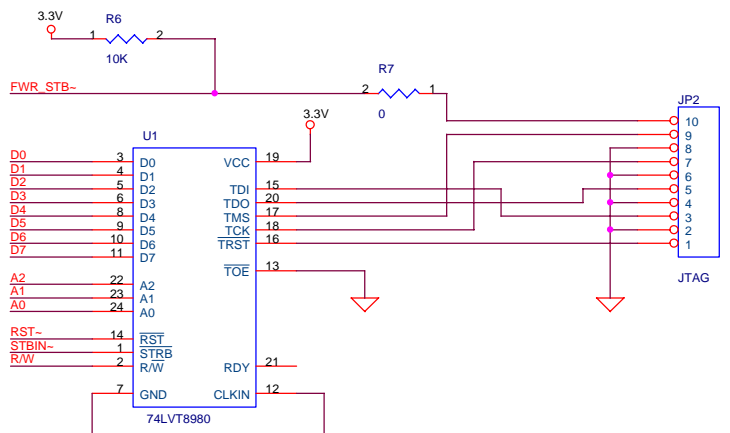 3.3V
R6
1
2
10K
FWR_STB~
R7
2
1
0
3.3V
JP2
10
9
8
7
6
5
4
3
2
1
JTAG
U1
D0 3 D0
D1 4 D1
D2 5 D2
D3 6 D3
D4 8 D4
D5 9 D5
D6 10 D6
D7 11 D7
A2 22 A2
A1 23 A1
A0 24 A0
RST~ 14 RST
STBIN~ 1 STRB
R/W 2 R/W
7 GND
VCC 19
TDI 15
TDO 20
TMS 17
TCK 18
TRST 16
TOE 13
RDY 21
CLKIN 12
74LVT8980